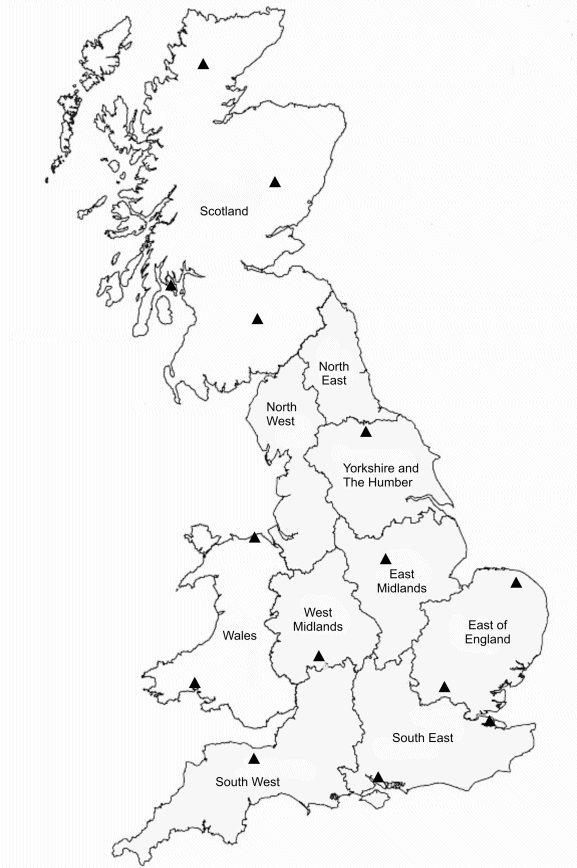 Scotland
North
East
North
West
Yorkshire and
The Humber
East
Midlands
West
Midlands
East of
England
Wales
South East
South West